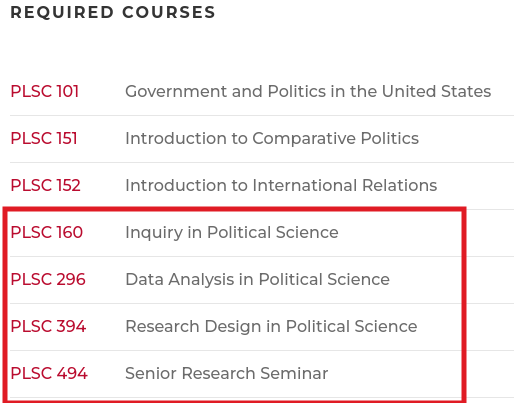 REQUIRED COURSES
PLSC 101 Government and Politics in the United States
PLSC 151 Introduction to Comparative Politics
PLSC 152 Introduction to International Relations
PLSC 160 Inquiry in Political Science
PLSC 296 Data Analysis in Political Science
PLSC 394 Research Design in Political Science
PLSC 494 Senior Research Seminar